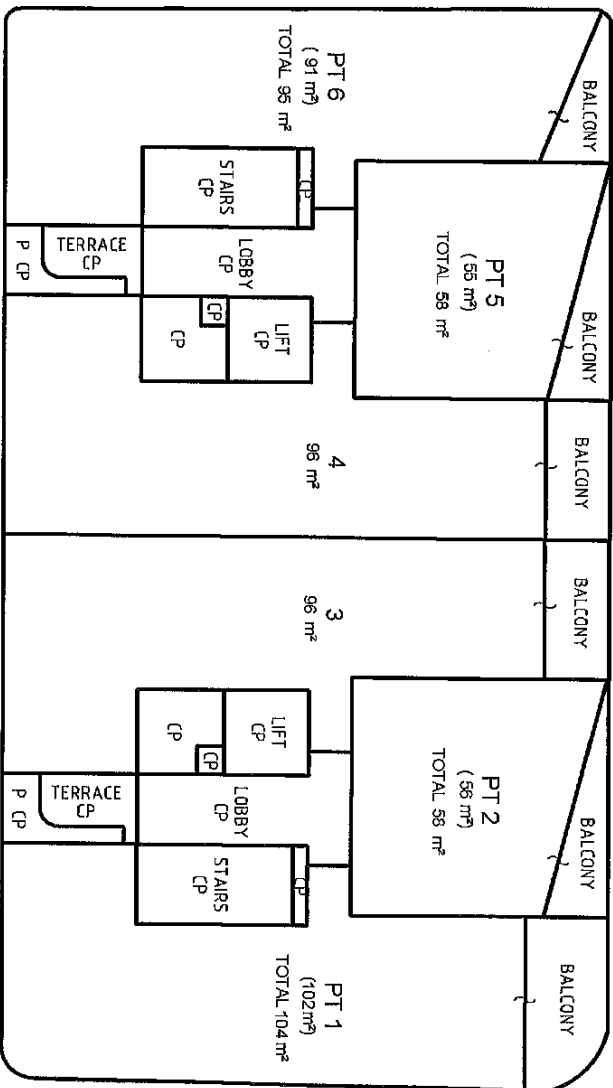 BALCONY
BALCONY
BALCONY
BALCONY
BALCONY
BALCONY
PT 6
(91 m²)
TOTAL 95 m²
PT 5
(55 m²)
TOTAL 58 m²
4
96 m²
3
96 m²
PT 2
(56 m²)
TOTAL 58 m²
PT 1
(102 m²)
TOTAL 104 m²
CP
STAIRS
CP
LOBBY
CP
LIFT
CP
CP
CP
TERRACE
CP
P CP
LIFT
CP
CP
CP
LOBBY
CP
CP
STAIRS
CP
TERRACE
CP
P CP